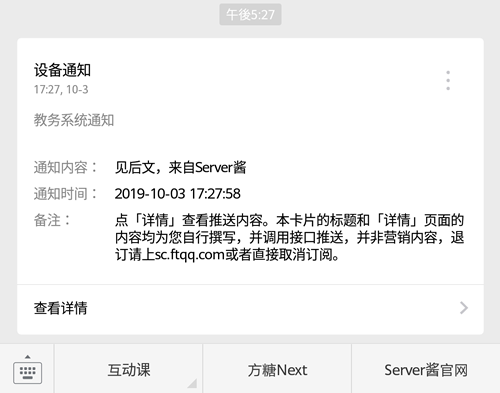 午後5:27
设备通知
17:27, 10-3
教务系统通知
通知内容： 见后文，来自Server酱
通知时间： 2019-10-03 17:27:58
备注： 点「详情」查看推送内容。本卡片的标题和「详情」页面的
内容均为您自行撰写，并调用接口推送，并非营销内容，退
订请上sc.ftqq.com或者直接取消订阅。
查看详情
互动课 方糖Next Server酱官网